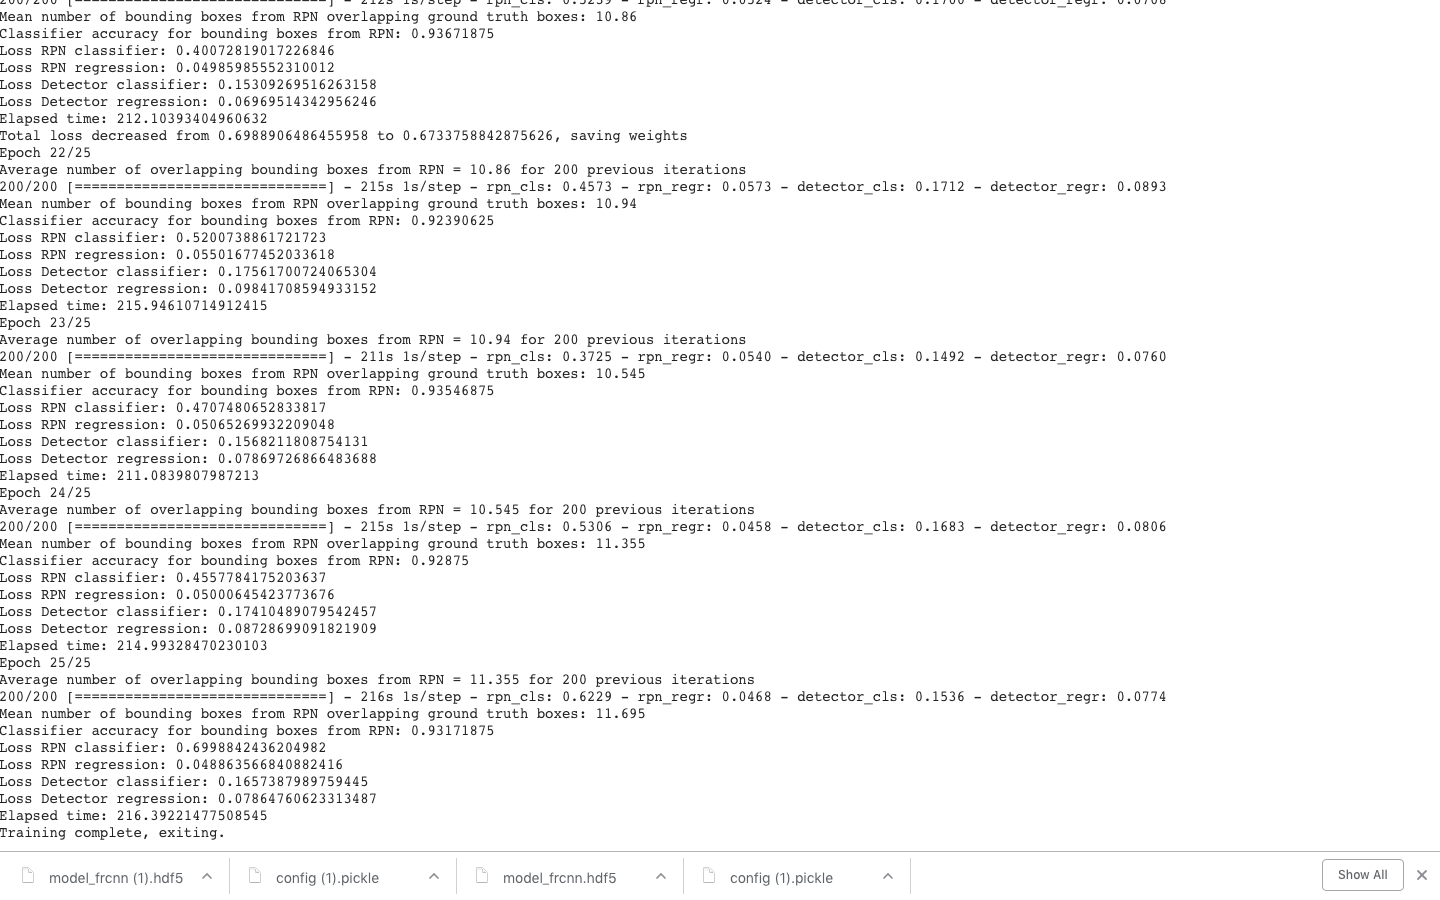 200/200 [==============================] - 212s 1s/step - rpn_cls: 0.3259 - rpn_regr: 0.0524 - detector_cls: 0.1700 - detector_regr: 0.0708
Mean number of bounding boxes from RPN overlapping ground truth boxes: 10.86
Classifier accuracy for bounding boxes from RPN: 0.93671875
Loss RPN classifier: 0.40072819017226846
Loss RPN regression: 0.04985985552310012
Loss Detector classifier: 0.15309269516263158
Loss Detector regression: 0.06969514342956246
Elapsed time: 212.10393404960632
Total loss decreased from 0.6988906486455958 to 0.6733758842875626, saving weights
Epoch 22/25
Average number of overlapping bounding boxes from RPN = 10.86 for 200 previous iterations
200/200 [==============================] - 215s 1s/step - rpn_cls: 0.4573 - rpn_regr: 0.0573 - detector_cls: 0.1712 - detector_regr: 0.0893
Mean number of bounding boxes from RPN overlapping ground truth boxes: 10.94
Classifier accuracy for bounding boxes from RPN: 0.92390625
Loss RPN classifier: 0.5200738861721723
Loss RPN regression: 0.05501677452033618
Loss Detector classifier: 0.17561700724065304
Loss Detector regression: 0.09841708594933152
Elapsed time: 215.94610714912415
Epoch 23/25
Average number of overlapping bounding boxes from RPN = 10.94 for 200 previous iterations
200/200 [==============================] - 211s 1s/step - rpn_cls: 0.3725 - rpn_regr: 0.0540 - detector_cls: 0.1492 - detector_regr: 0.0760
Mean number of bounding boxes from RPN overlapping ground truth boxes: 10.545
Classifier accuracy for bounding boxes from RPN: 0.93546875
Loss RPN classifier: 0.4707480652833817
Loss RPN regression: 0.05065269932209048
Loss Detector classifier: 0.1568211808754131
Loss Detector regression: 0.07869726866483688
Elapsed time: 211.0839807987213
Epoch 24/25
Average number of overlapping bounding boxes from RPN = 10.545 for 200 previous iterations
200/200 [==============================] - 215s 1s/step - rpn_cls: 0.5306 - rpn_regr: 0.0458 - detector_cls: 0.1683 - detector_regr: 0.0806
Mean number of bounding boxes from RPN overlapping ground truth boxes: 11.355
Classifier accuracy for bounding boxes from RPN: 0.92875
Loss RPN classifier: 0.4557784175203637
Loss RPN regression: 0.05000645423773676
Loss Detector classifier: 0.17410489079542457
Loss Detector regression: 0.08728699091821909
Elapsed time: 214.99328470230103
Epoch 25/25
Average number of overlapping bounding boxes from RPN = 11.355 for 200 previous iterations
200/200 [==============================] - 216s 1s/step - rpn_cls: 0.6229 - rpn_regr: 0.0468 - detector_cls: 0.1536 - detector_regr: 0.0774
Mean number of bounding boxes from RPN overlapping ground truth boxes: 11.695
Classifier accuracy for bounding boxes from RPN: 0.93171875
Loss RPN classifier: 0.6998842436204982
Loss RPN regression: 0.048863566840882416
Loss Detector classifier: 0.1657387989759445
Loss Detector regression: 0.07864760623313487
Elapsed time: 216.39221477508545
Training complete, exiting.
model_frcnn (1).hdf5
config (1).pickle
model_frcnn.hdf5
config (1).pickle
Show All